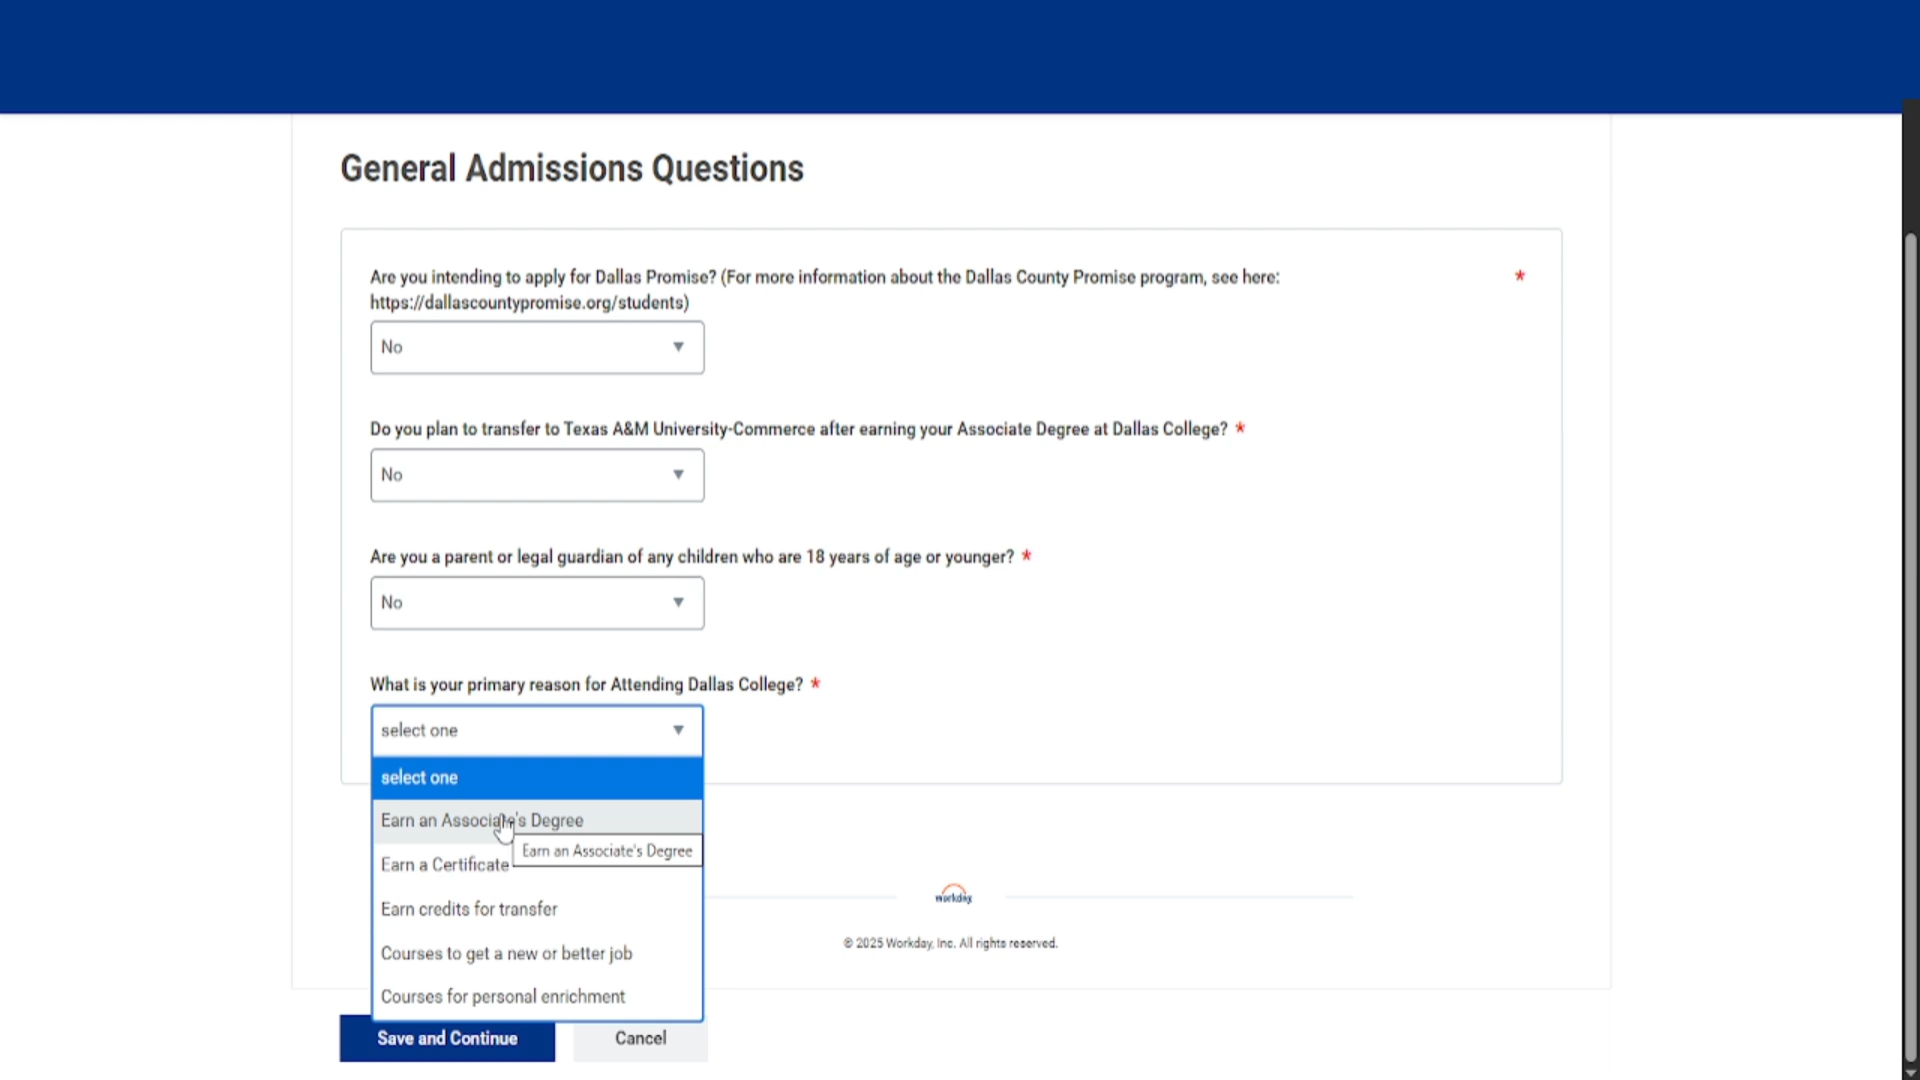 General Admissions Questions
Are you intending to apply for Dallas Promise? (For more information about the Dallas County Promise program, see here: *
https://dallascountypromise.org/students)
No
Do you plan to transfer to Texas A&M University-Commerce after earning your Associate Degree at Dallas College? *
No
Are you a parent or legal guardian of any children who are 18 years of age or younger? *
No
What is your primary reason for Attending Dallas College? *
select one
select one
Earn an Associate's Degree
Earn an Associate's Degree
Earn a Certificate
Earn credits for transfer
Courses to get a new or better job
Courses for personal enrichment
workday.
© 2025 Workday, Inc. All rights reserved.
Save and Continue
Cancel